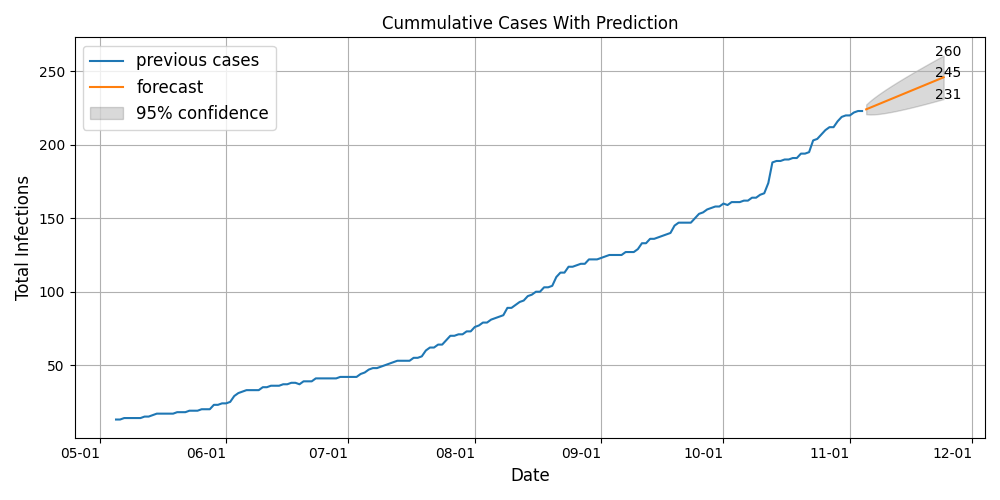 Cummulative Cases With Prediction
previous cases
forecast
95% confidence
260
245
231
250
200
150
100
50
Total Infections
05-01
06-01
07-01
08-01
09-01
10-01
11-01
12-01
Date